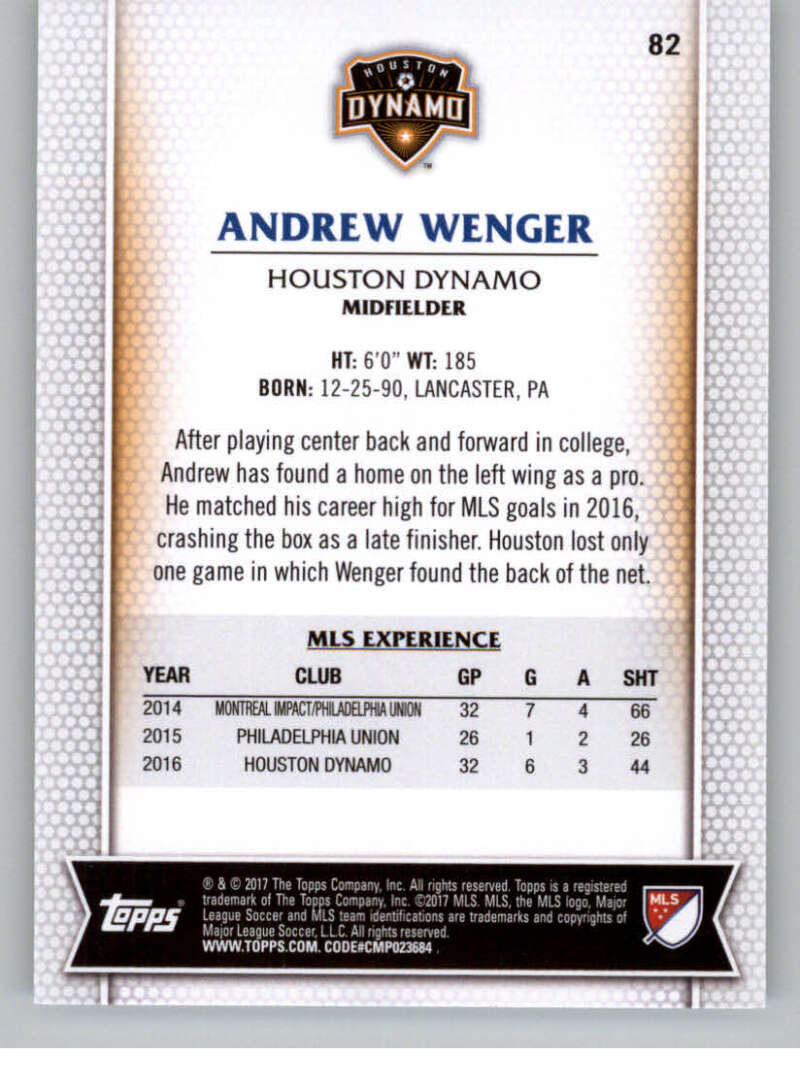 82
HOUSTON
DYNAMO
TM
ANDREW WENGER
HOUSTON DYNAMO
MIDFIELDER
HT: 6'0" WT: 185
BORN: 12-25-90, LANCASTER, PA
After playing center back and forward in college,
Andrew has found a home on the left wing as a pro.
He matched his career high for MLS goals in 2016,
crashing the box as a late finisher. Houston lost only
one game in which Wenger found the back of the net.
MLS EXPERIENCE
YEAR CLUB GP G A SHT
2014 MONTREAL IMPACT/PHILADELPHIA UNION 32 7 4 66
2015 PHILADELPHIA UNION 26 1 2 26
2016 HOUSTON DYNAMO 32 6 3 44
topps®
® & © 2017 The Topps Company, Inc. All rights reserved. Topps is a registered
trademark of The Topps Company, Inc. ©2017 MLS. MLS, the MLS logo, Major
League Soccer and MLS team identifications are trademarks and copyrights of
Major League Soccer, L.L.C. All rights reserved.
WWW.TOPPS.COM. CODE#CMP023684 .
MLS